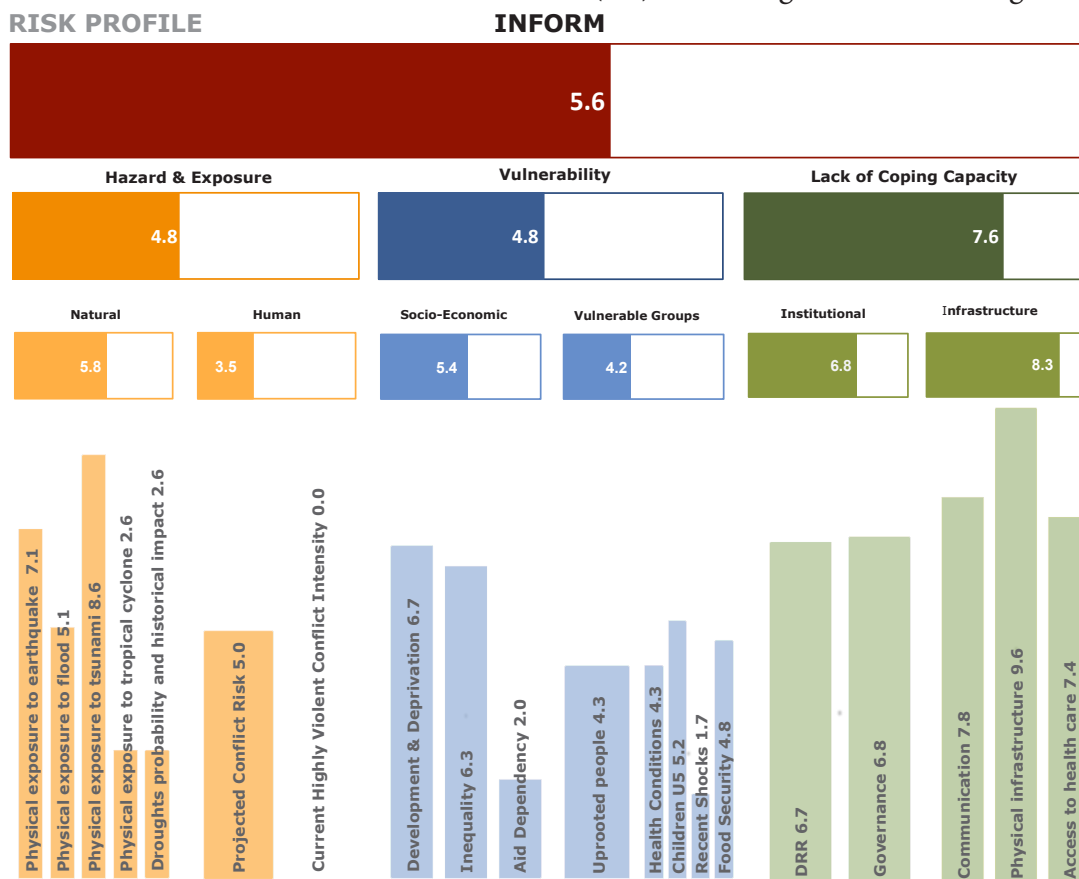 RISK PROFILE
INFORM
5.6
Hazard & Exposure
Vulnerability
Lack of Coping Capacity
4.8
4.8
7.6
Natural
Human
Socio-Economic
Vulnerable Groups
Institutional
Infrastructure
5.8
3.5
5.4
4.2
6.8
8.3
Physical exposure to earthquake 7.1
Physical exposure to flood 5.1
Physical exposure to tsunami 8.6
Physical exposure to tropical cyclone 2.6
Droughts probability and historical impact 2.6
Projected Conflict Risk 5.0
Current Highly Violent Conflict Intensity 0.0
Development & Deprivation 6.7
Inequality 6.3
Aid Dependency 2.0
Uprooted people 4.3
Health Conditions 4.3
Children U5 5.2
Recent Shocks 1.7
Food Security 4.8
DRR 6.7
Governance 6.8
Communication 7.8
Physical infrastructure 9.6
Access to health care 7.4